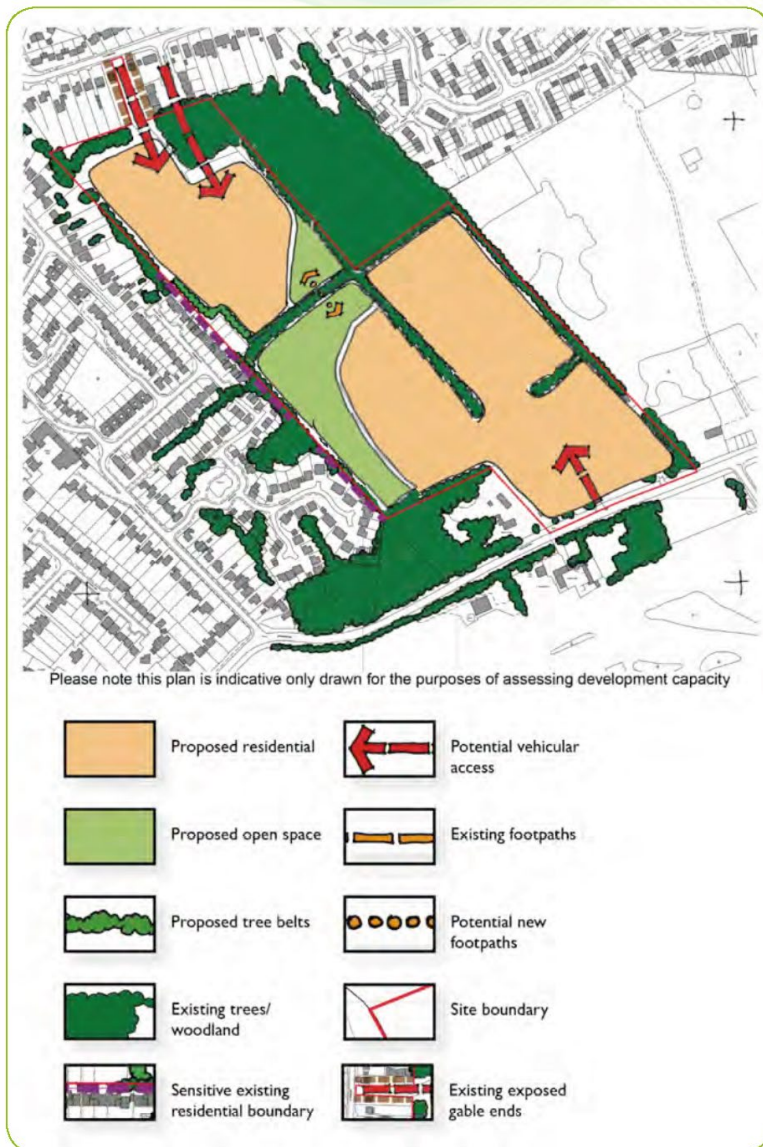 Please note this plan is indicative only drawn for the purposes of assessing development capacity
Proposed residential
Potential vehicular
access
Proposed open space
Existing footpaths
Proposed tree belts
Potential new
footpaths
Existing trees/
woodland
Site boundary
Sensitive existing
residential boundary
Existing exposed
gable ends